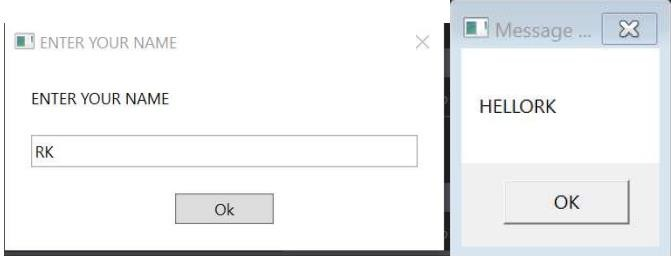 ENTER YOUR NAME
ENTER YOUR NAME
RK
Ok
Message ...
HELLORK
OK